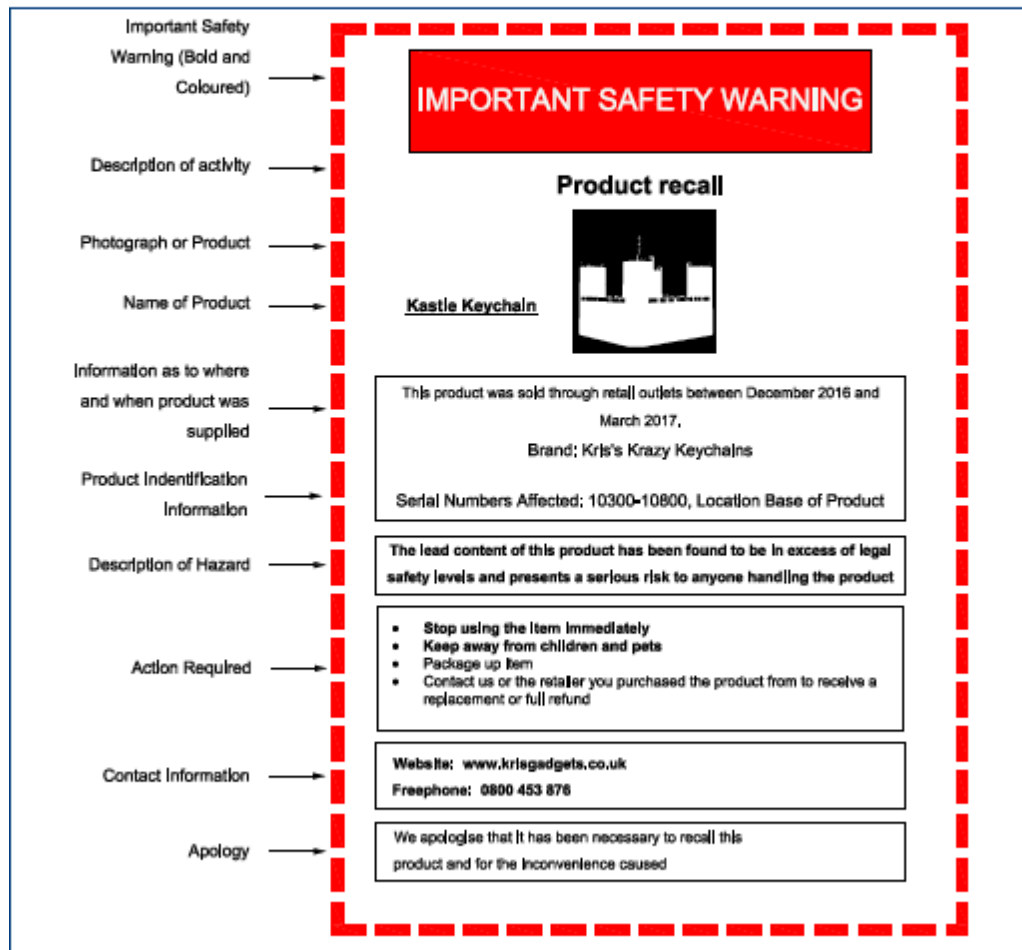 Important Safety
Warning (Bold and
Coloured)
IMPORTANT SAFETY WARNING
Description of activity
Product recall
Photograph or Product
Name of Product
Kastle Keychain
Information as to where
and when product was
supplied
This product was sold through retail outlets between December 2016 and
March 2017.
Brand: Kris's Krazy Keychains
Product Indentification
Information
Serial Numbers Affected: 10300-10800, Location Base of Product
Description of Hazard
The lead content of this product has been found to be in excess of legal
safety levels and presents a serious risk to anyone handling the product
Action Required
• Stop using the item immediately
• Keep away from children and pets
• Package up item
• Contact us or the retailer you purchased the product from to receive a
replacement or full refund
Contact Information
Website: www.krisgadgets.co.uk
Freephone: 0800 453 876
Apology
We apologise that it has been necessary to recall this
product and for the inconvenience caused